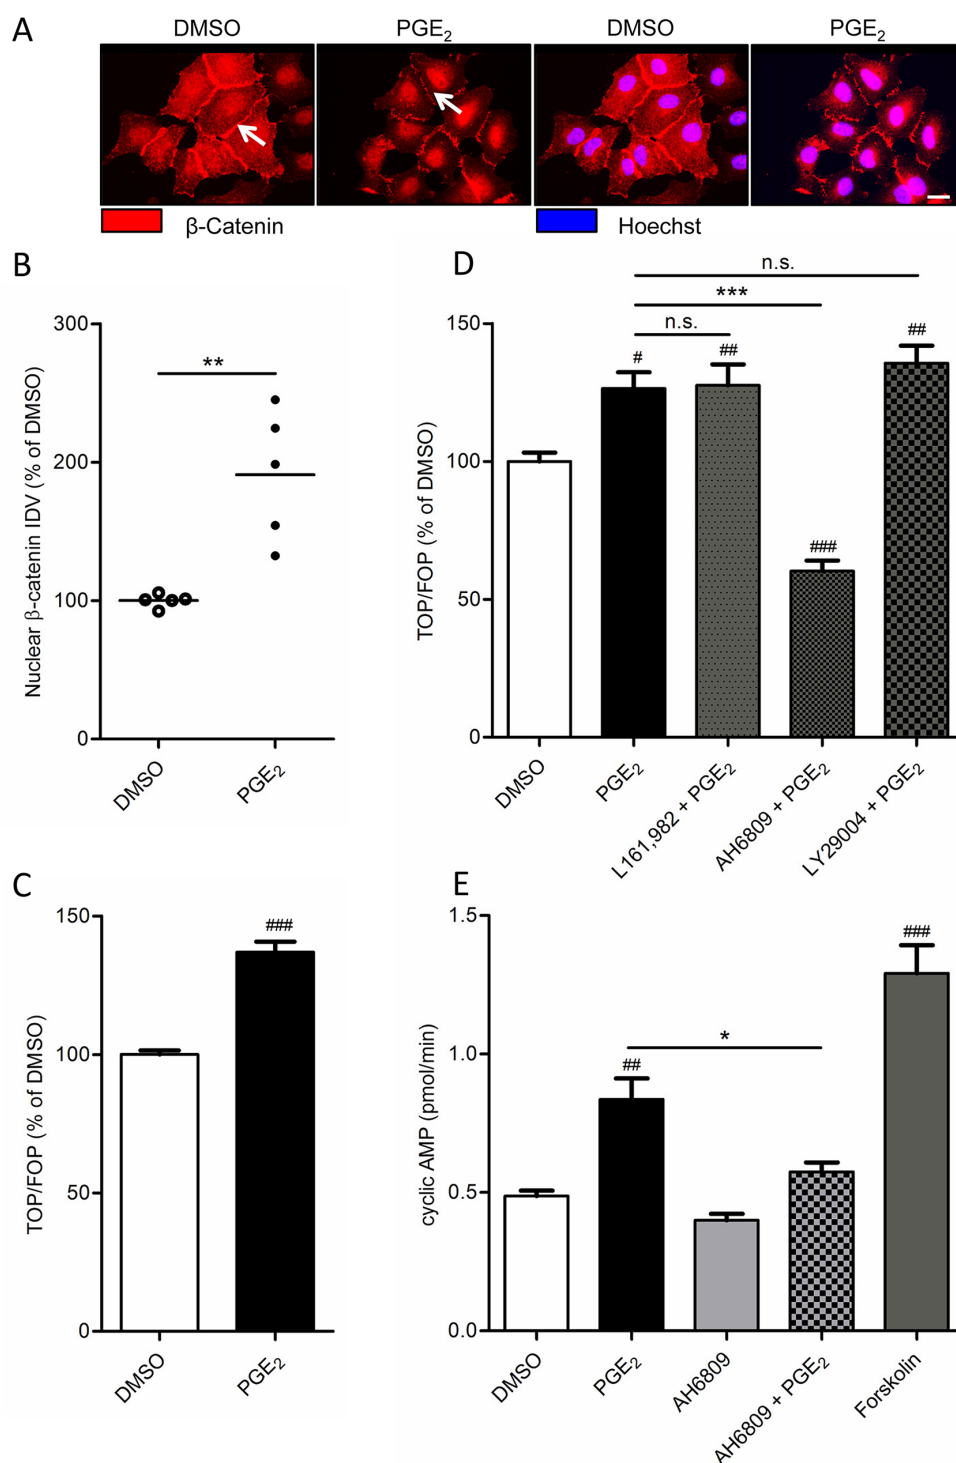 A
DMSO PGE₂ DMSO PGE₂
β-Catenin Hoechst
B
Nuclear β-catenin IDV (% of DMSO)
300
200
100
0
**
DMSO PGE₂
D
TOP/FOP (% of DMSO)
150
100
50
0
n.s.
***
n.s.
# ## ### ##
DMSO PGE₂ L161,982 + PGE₂ AH6809 + PGE₂ LY29004 + PGE₂
C
TOP/FOP (% of DMSO)
150
100
50
0
###
DMSO PGE₂
E
cyclic AMP (pmol/min)
1.5
1.0
0.5
0.0
###
*
##
DMSO PGE₂ AH6809 AH6809 + PGE₂ Forskolin